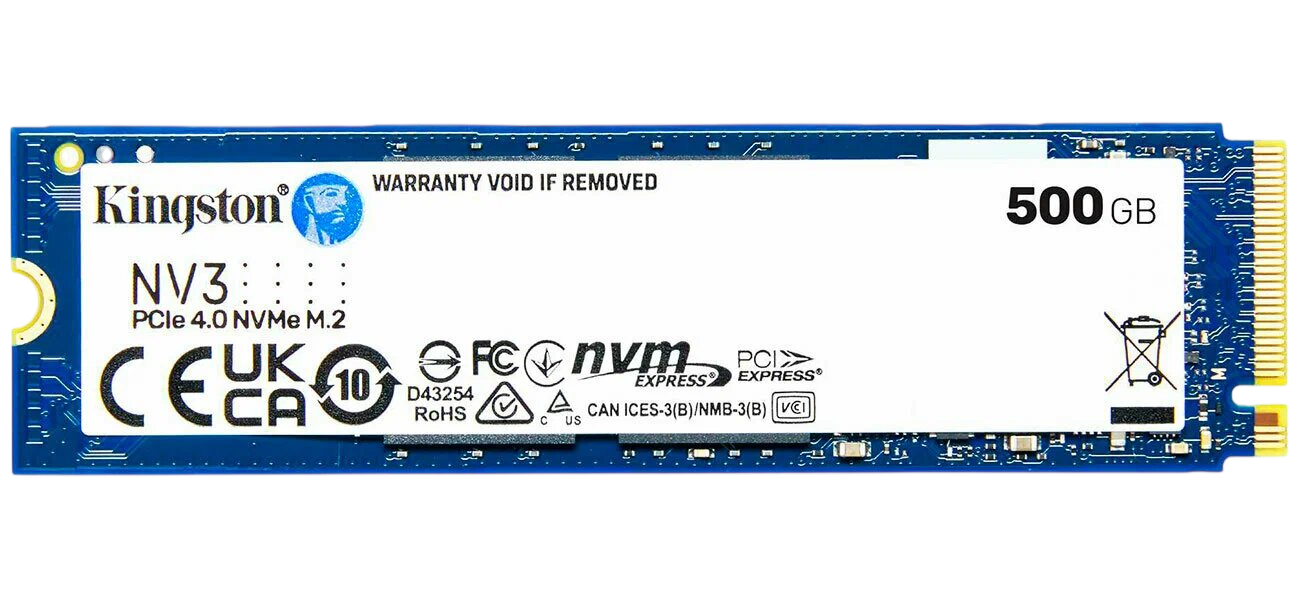 Kingston®
WARRANTY VOID IF REMOVED
500 GB
NV3
PCIe 4.0 NVMe M.2
CE
UK
CA
10
D43254
RoHS
FC
C US
nvm
EXPRESS®
PCI
EXPRESS®
CAN ICES-3(B)/NMB-3(B)
VCI
M